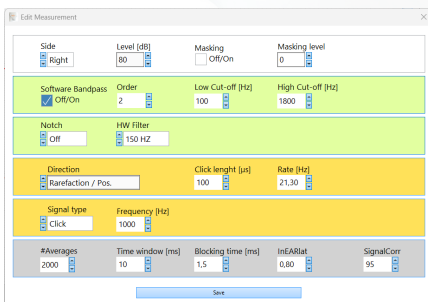 Edit Measurement
Side Level [dB] Masking Masking level
Right 80 Off/On 0
Software Bandpass Order Low Cut-off [Hz] High Cut-off [Hz]
Off/On 2 100 1800
Notch HW Filter
Off 150 HZ
Direction Click lenght [µs] Rate [Hz]
Rarefaction / Pos. 100 21,30
Signal type Frequency [Hz]
Click 1000
#Averages Time window [ms] Blocking time [ms] InEARlat SignalCorr
2000 10 1,5 0,80 95
Save